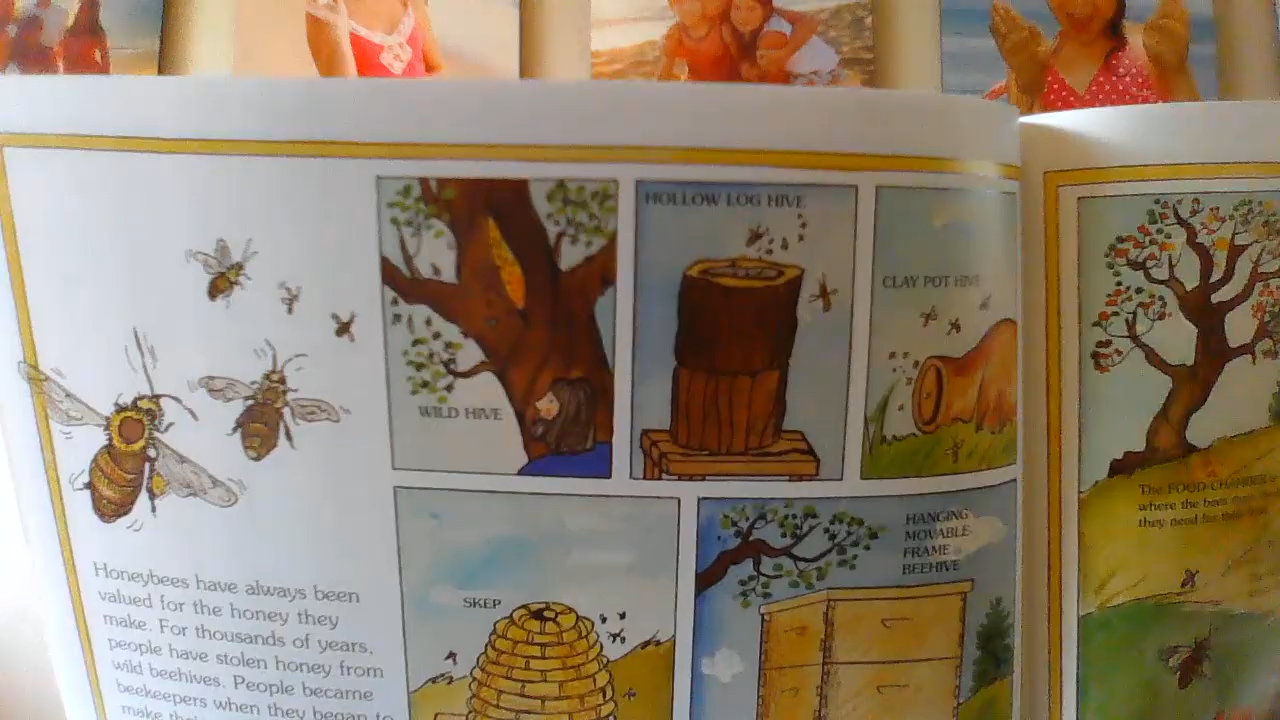 WILD HIVE
HOLLOW LOG HIVE
CLAY POT HIVE
SKEP
HANGING
MOVABLE
FRAME
BEEHIVE
Honeybees have always been
valued for the honey they
make. For thousands of years,
people have stolen honey from
wild beehives. People became
beekeepers when they began to
make
The FOOD CHAMBER
where the bees
they need for